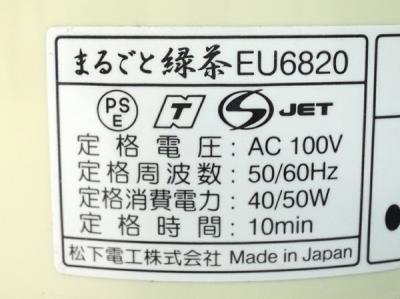 まるごと緑茶 EU6820
PS E N T S JET
定格電圧: AC 100V
定格周波数: 50/60Hz
定格消費電力: 40/50W
定格時間: 10min
松下電工株式会社 Made in Japan